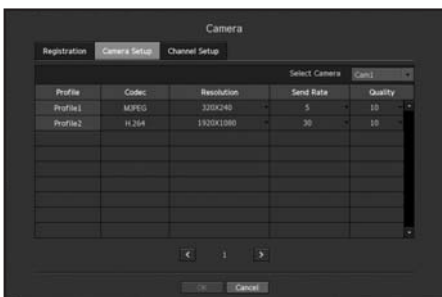 Camera
Registration Camera Setup Channel Setup
Select Camera Cam1
Profile Codec Resolution Send Rate Quality
Profile1 MJPEG 320X240 5 10
Profile2 H.264 1920X1080 30 10
< 1 >
OK Cancel